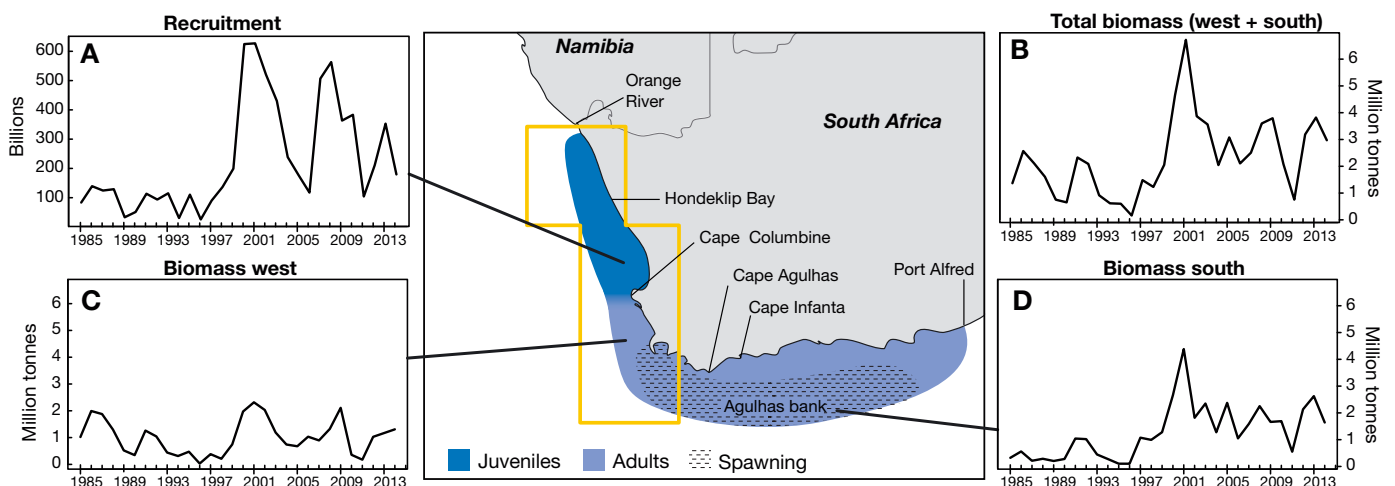 Recruitment
A
600
500
400
300
200
100
Billions
1985 1989 1993 1997 2001 2005 2009 2013
Total biomass (west + south)
B
6
5
4
3
2
1
0
Million tonnes
1985 1989 1993 1997 2001 2005 2009 2013
Biomass west
C
6
5
4
3
2
1
0
Million tonnes
1985 1989 1993 1997 2001 2005 2009 2013
Namibia
Orange
River
South Africa
Hondeklip Bay
Cape Columbine
Cape Agulhas
Port Alfred
Cape Infanta
Agulhas bank
Juveniles
Adults
Spawning
Biomass south
D
6
5
4
3
2
1
0
Million tonnes
1985 1989 1993 1997 2001 2005 2009 2013